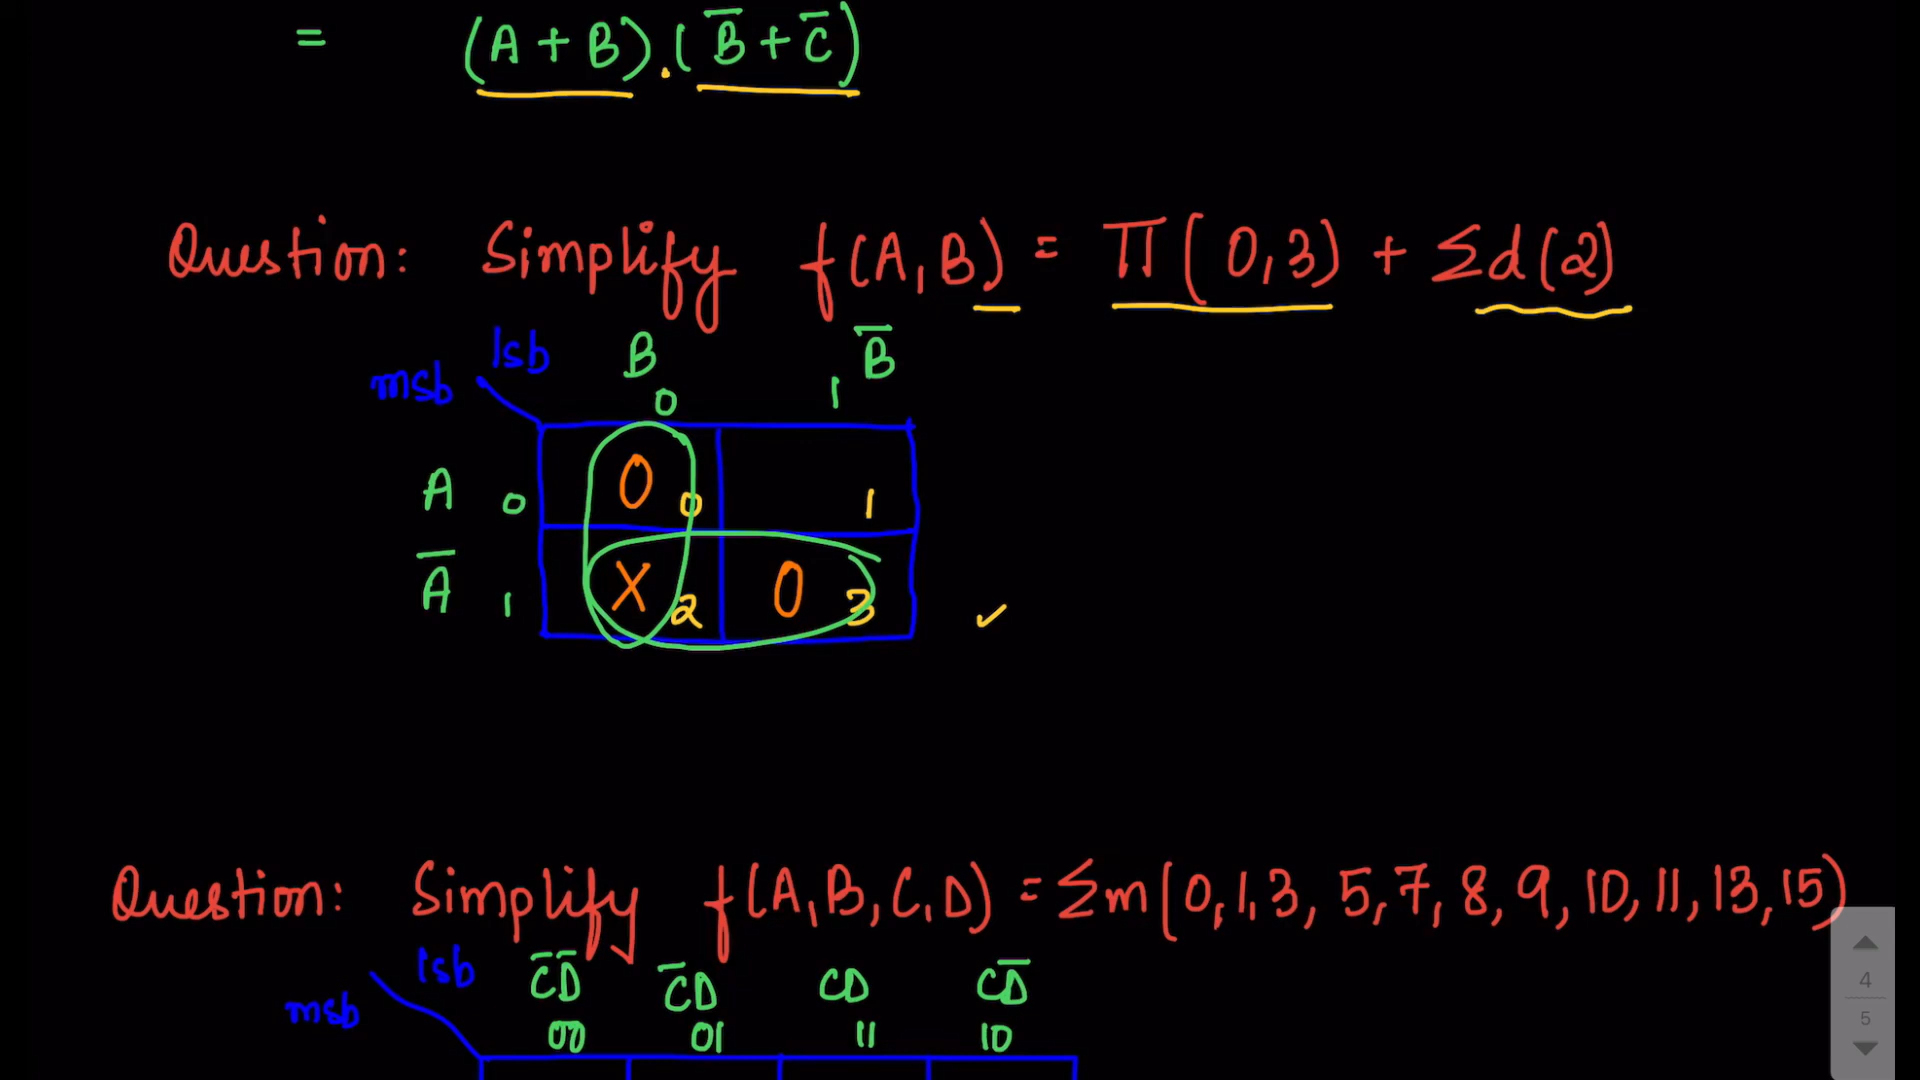 = (A + B) . (B̅ + C̅)
Question: Simplify f(A, B) = Π(0,3) + Σd(2)
msb lsb B B̅
0 1
A 0 0 0 1
A̅ 1 X 2 0 3 ✓
Question: Simplify f(A,B,C,D) = Σm(0,1,3, 5,7,8,9,10,11,13,15)
msb lsb C̅D̅ C̅D CD CD̅
00 01 11 10
4
5